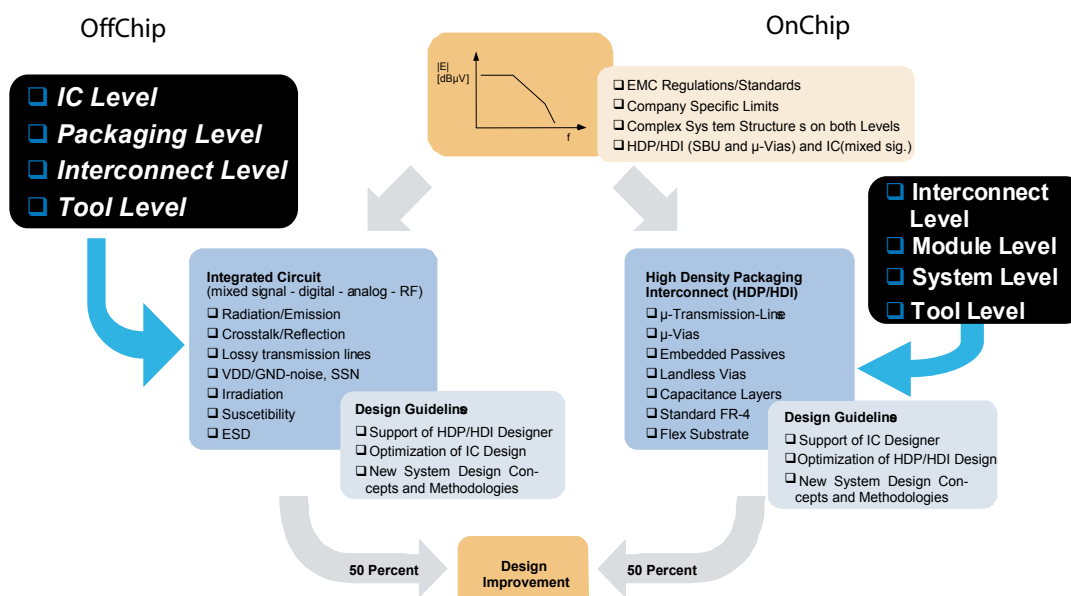 OffChip
OnChip
|E|
[dBµV]
f
❑ EMC Regulations/Standards
❑ Company Specific Limits
❑ Complex Sys tem Structure s on both Levels
❑ HDP/HDI (SBU and µ-Vias) and IC(mixed sig.)
❑ IC Level
❑ Packaging Level
❑ Interconnect Level
❑ Tool Level
❑ Interconnect
Level
❑ Module Level
❑ System Level
❑ Tool Level
Integrated Circuit
(mixed signal - digital - analog - RF)
❑ Radiation/Emission
❑ Crosstalk/Reflection
❑ Lossy transmission lines
❑ VDD/GND-noise, SSN
❑ Irradiation
❑ Suscetibility
❑ ESD
Design Guidelines
❑ Support of HDP/HDI Designer
❑ Optimization of IC Design
❑ New System Design Con-
cepts and Methodologies
High Density Packaging
Interconnect (HDP/HDI)
❑ µ-Transmission-Lines
❑ µ-Vias
❑ Embedded Passives
❑ Landless Vias
❑ Capacitance Layers
❑ Standard FR-4
❑ Flex Substrate
Design Guidelines
❑ Support of IC Designer
❑ Optimization of HDP/HDI Design
❑ New System Design Con-
cepts and Methodologies
50 Percent
Design
Improvement
50 Percent